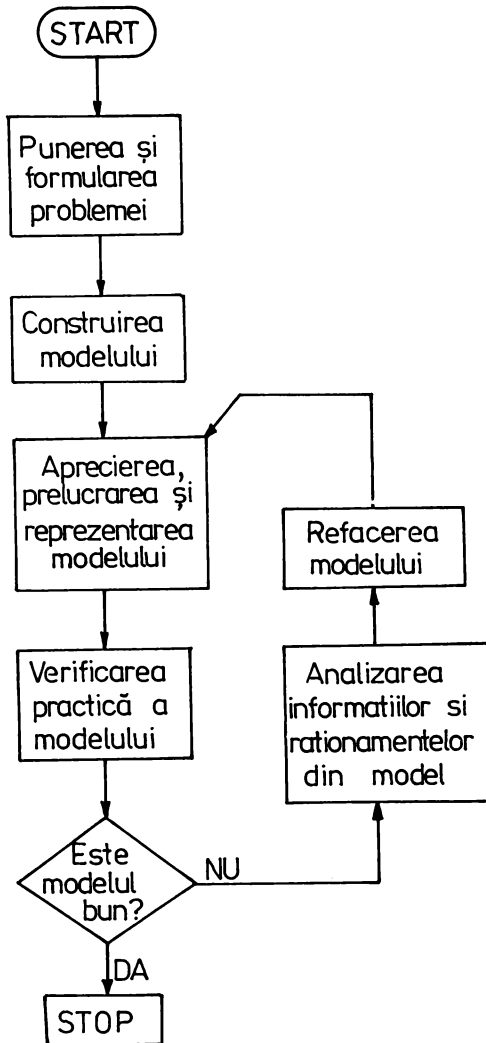 START
Punerea și
formularea
problemei
Construirea
modelului
Aprecierea,
prelucrarea și
reprezentarea
modelului
Verificarea
practică a
modelului
Este
modelul
bun?
NU
DA
STOP
Analizarea
informatiilor si
rationamentelor
din model
Refacerea
modelului